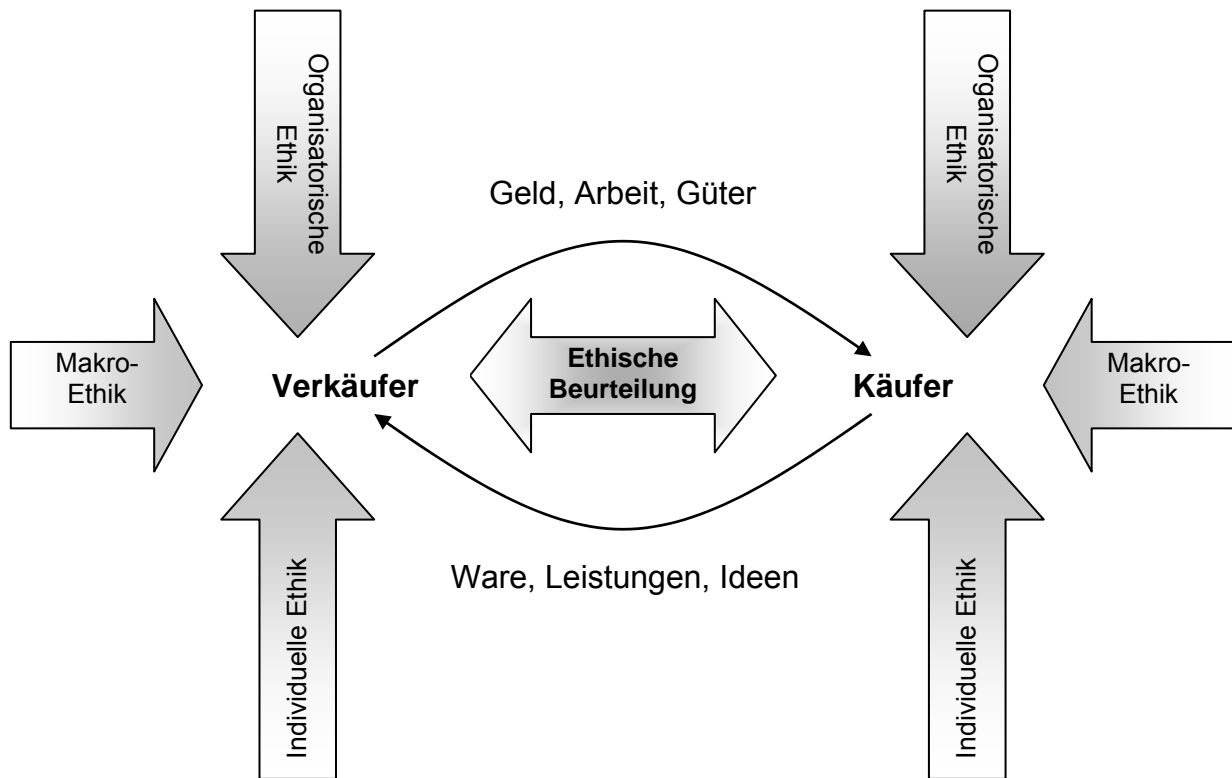 Organisatorische
Ethik
Organisatorische
Ethik
Geld, Arbeit, Güter
Makro-
Ethik
Verkäufer
Ethische
Beurteilung
Käufer
Makro-
Ethik
Ware, Leistungen, Ideen
Individuelle Ethik
Individuelle Ethik